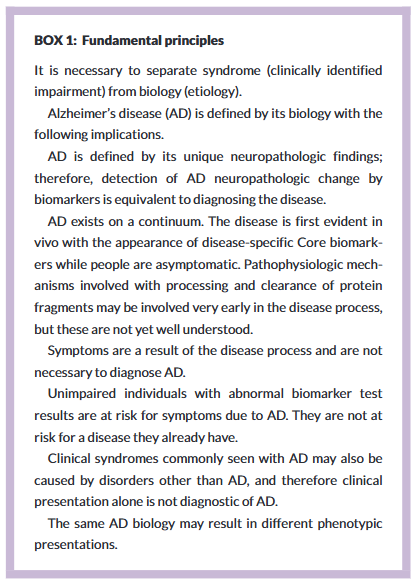 BOX 1: Fundamental principles
It is necessary to separate syndrome (clinically identified
impairment) from biology (etiology).
Alzheimer's disease (AD) is defined by its biology with the
following implications.
AD is defined by its unique neuropathologic findings;
therefore, detection of AD neuropathologic change by
biomarkers is equivalent to diagnosing the disease.
AD exists on a continuum. The disease is first evident in
vivo with the appearance of disease-specific Core biomark-
ers while people are asymptomatic. Pathophysiologic mech-
anisms involved with processing and clearance of protein
fragments may be involved very early in the disease process,
but these are not yet well understood.
Symptoms are a result of the disease process and are not
necessary to diagnose AD.
Unimpaired individuals with abnormal biomarker test
results are at risk for symptoms due to AD. They are not at
risk for a disease they already have.
Clinical syndromes commonly seen with AD may also be
caused by disorders other than AD, and therefore clinical
presentation alone is not diagnostic of AD.
The same AD biology may result in different phenotypic
presentations.